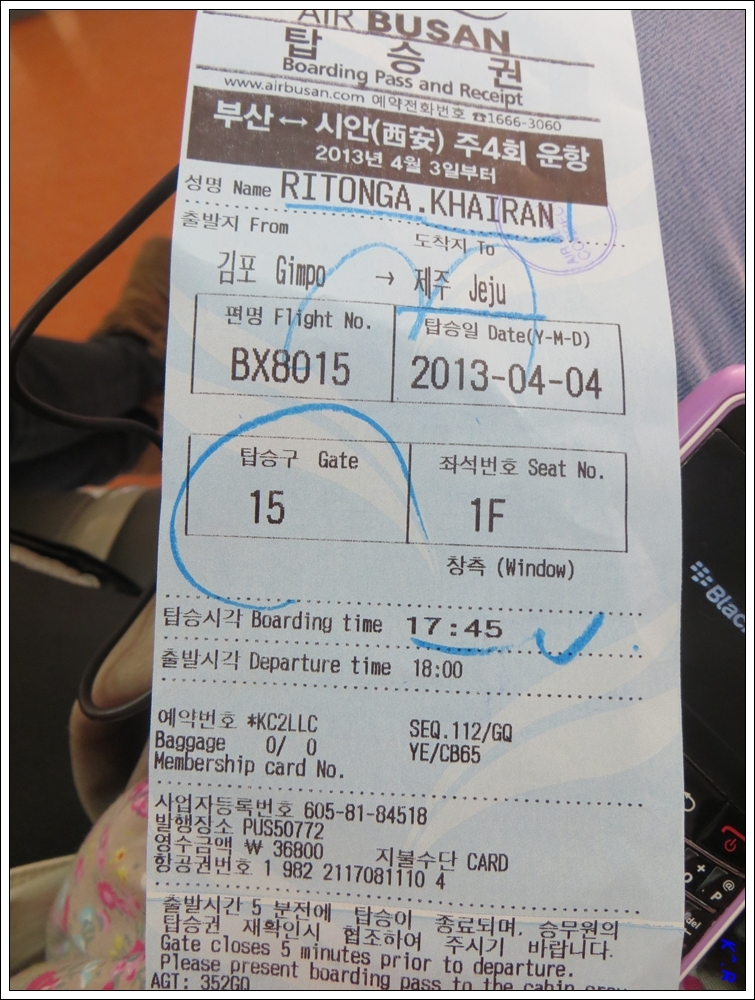 AIR BUSAN
탑 승 권
Boarding Pass and Receipt
www.airbusan.com 예약전화번호 ☎1666-3060
부산↔시안(西安) 주4회 운항
2013년 4월 3일부터
성명 Name RITONGA.KHAIRAN
출발지 From 도착지 To
김포 Gimpo → 제주 Jeju
편명 Flight No. 탑승일 Date(Y-M-D)
BX8015 2013-04-04
탑승구 Gate 좌석번호 Seat No.
15 1F
창측 (Window)
탑승시각 Boarding time 17:45
출발시각 Departure time 18:00
예약번호 *KC2LLC SEQ.112/GQ
Baggage 0/ 0 YE/CB65
Membership card No.
사업자등록번호 605-81-84518
발행장소 PUS50772
영수금액 ₩ 36800 지불수단 CARD
항공권번호 1 982 2117081110 4
출발시간 5 분전에 탑승이 종료되며, 승무원의
탑승권 재확인시 협조하여 주시기 바랍니다.
Gate closes 5 minutes prior to departure.
Please present boarding pass to the cabin crew
AGT: 352GQ
K~.R